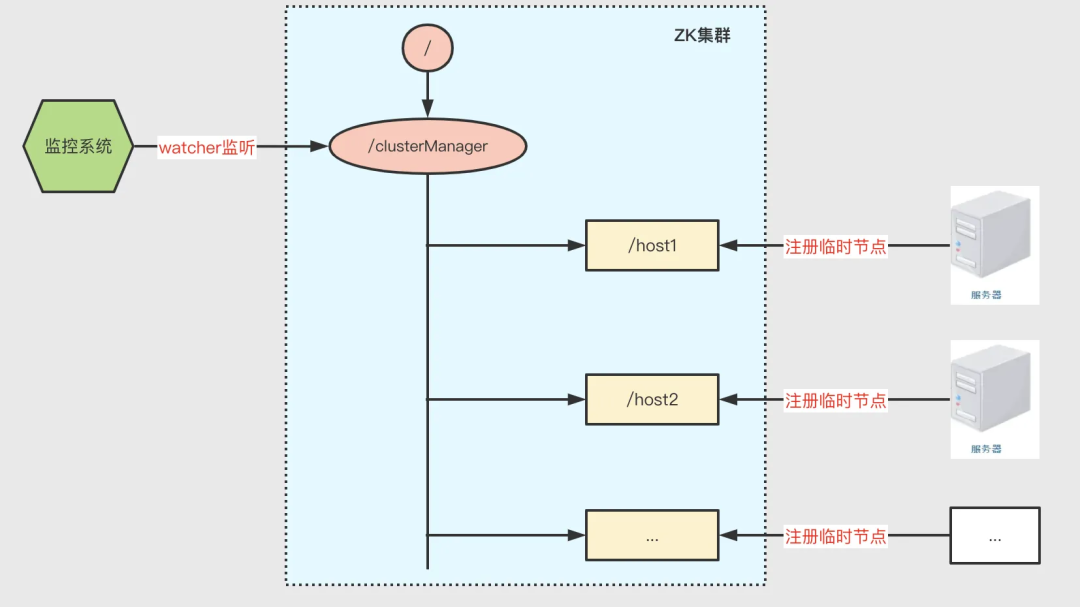 ZK集群
/
监控系统
watcher监听
/clusterManager
/host1
注册临时节点
服务器
/host2
注册临时节点
服务器
...
注册临时节点
...